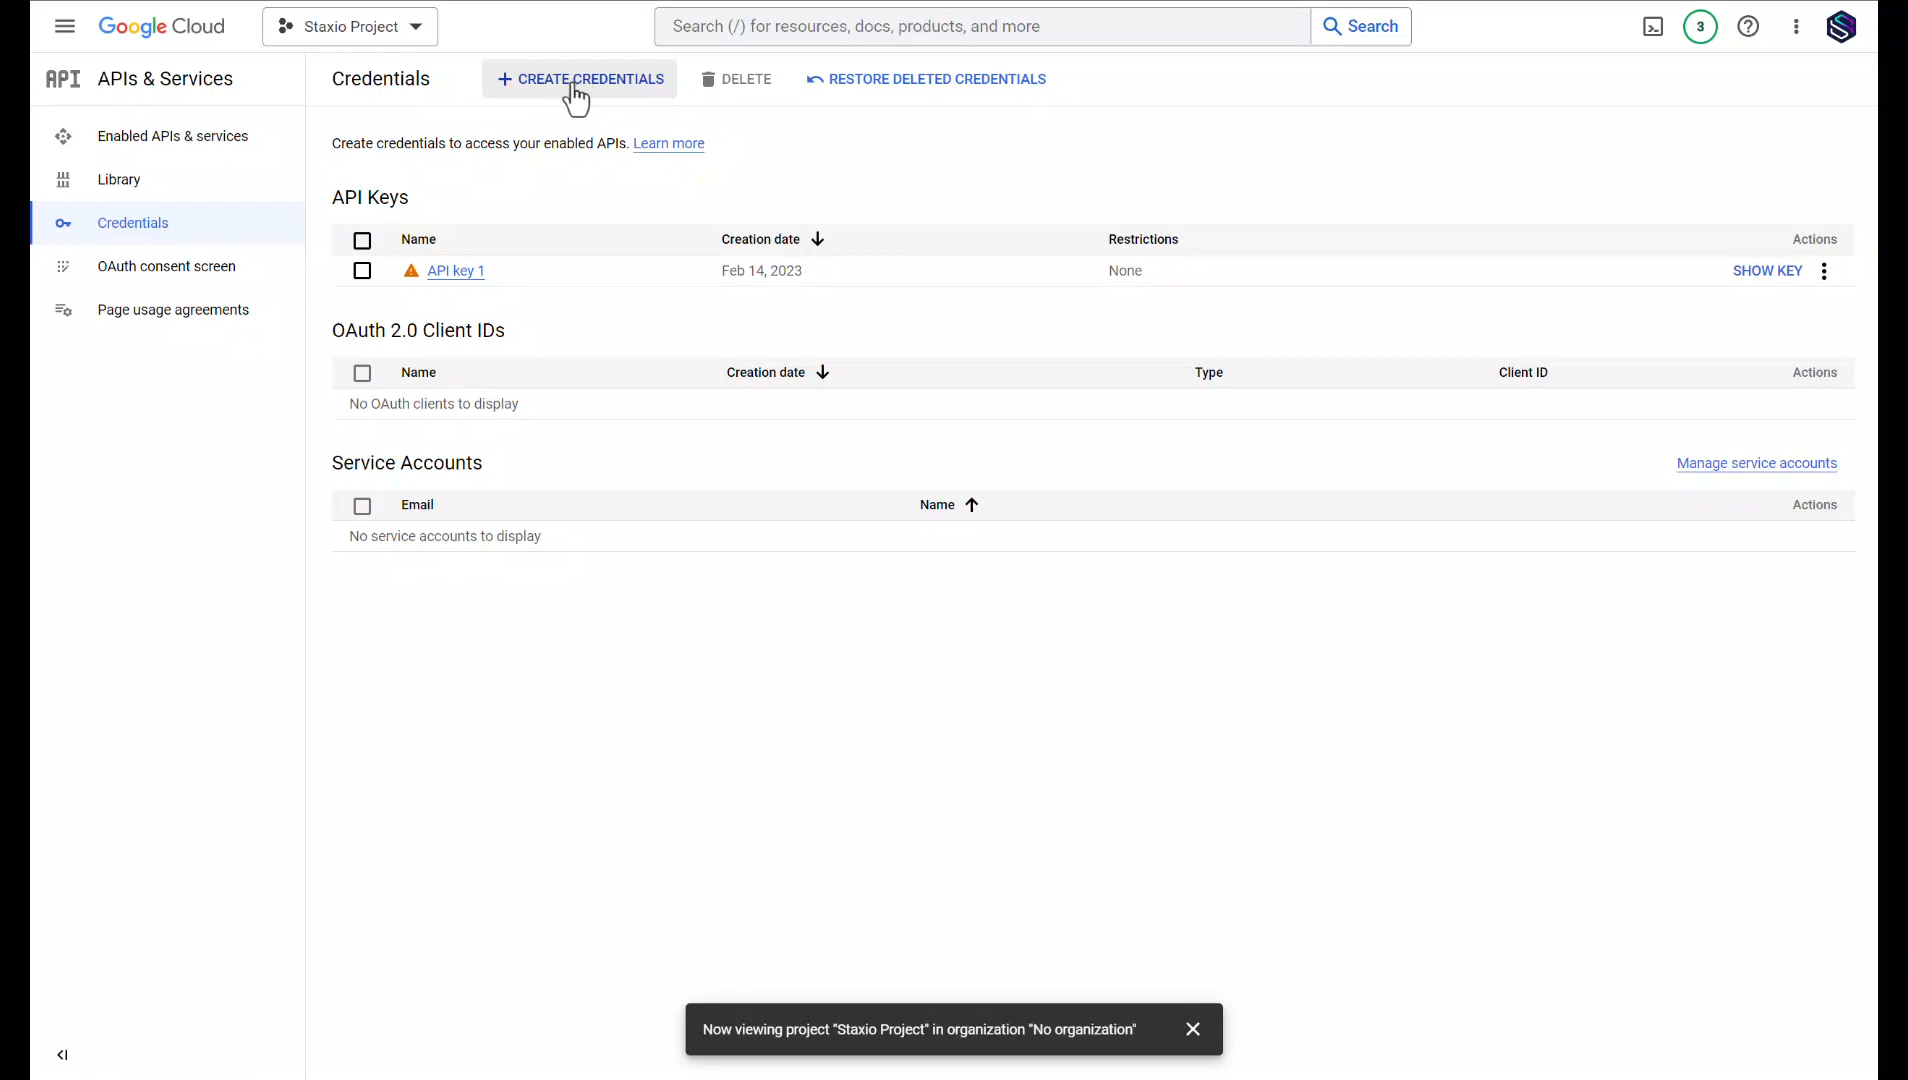 Google Cloud
Staxio Project
Search (/) for resources, docs, products, and more
Search
3
API
APIs & Services
Credentials
CREATE CREDENTIALS
DELETE
RESTORE DELETED CREDENTIALS
Enabled APIs & services
Library
Credentials
OAuth consent screen
Page usage agreements
Create credentials to access your enabled APIs. Learn more
API Keys
Name Creation date Restrictions Actions
API key 1 Feb 14, 2023 None SHOW KEY
OAuth 2.0 Client IDs
Name Creation date Type Client ID Actions
No OAuth clients to display
Service Accounts
Manage service accounts
Email Name Actions
No service accounts to display
Now viewing project "Staxio Project" in organization "No organization"